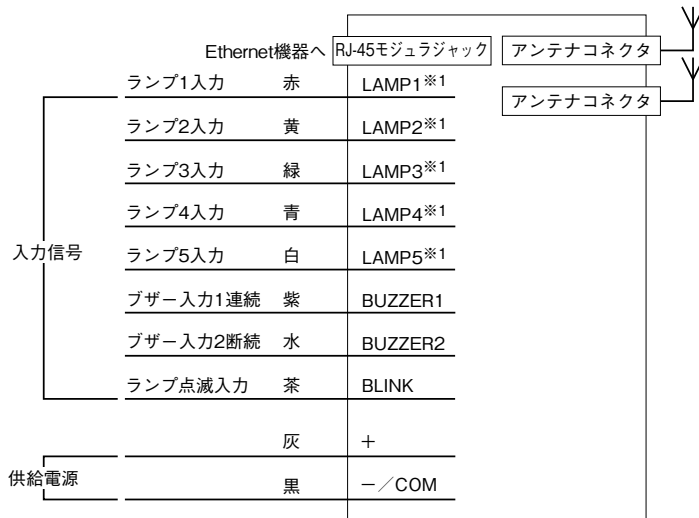 Ethernet機器へ RJ-45モジュラジャック アンテナコネクタ
アンテナコネクタ
ランプ1入力 赤 LAMP1※1
ランプ2入力 黄 LAMP2※1
ランプ3入力 緑 LAMP3※1
ランプ4入力 青 LAMP4※1
入力信号
ランプ5入力 白 LAMP5※1
ブザー入力1連続 紫 BUZZER1
ブザー入力2断続 水 BUZZER2
ランプ点滅入力 茶 BLINK
灰 +
供給電源
黒 −/COM